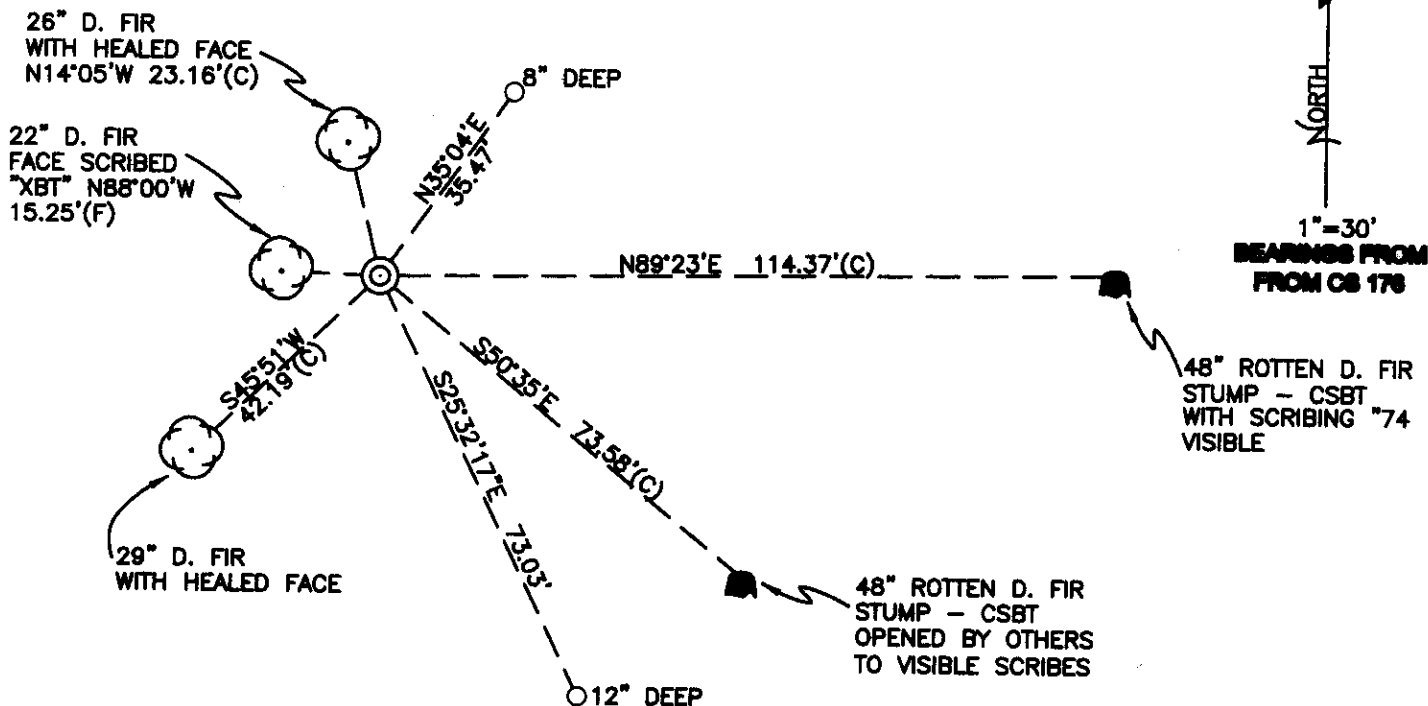 26" D. FIR
WITH HEALED FACE
N14°05'W 23.16'(C)
8" DEEP
22" D. FIR
FACE SCRIBED
"XBT" N88°00'W
15.25'(F)
N35°04'E
35.47'
NORTH
1"=30'
BEARINGS FROM
FROM CS 176
N89°23'E 114.37'(C)
S45°51'W
42.19'(C)
S50°35'E 73.58'(C)
S25°32'17"E 73.03'
48" ROTTEN D. FIR
STUMP – CSBT
WITH SCRIBING "74
VISIBLE
29" D. FIR
WITH HEALED FACE
48" ROTTEN D. FIR
STUMP – CSBT
OPENED BY OTHERS
TO VISIBLE SCRIBES
12" DEEP